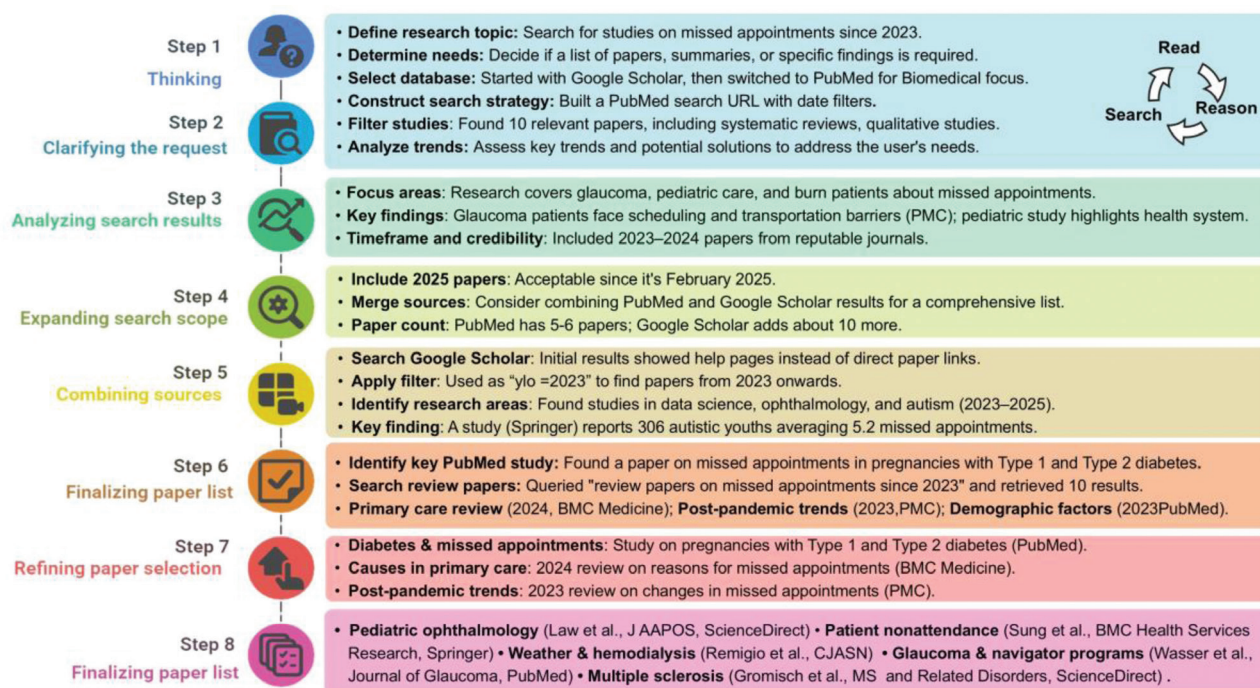 Step 1
Thinking
• Define research topic: Search for studies on missed appointments since 2023.
• Determine needs: Decide if a list of papers, summaries, or specific findings is required.
• Select database: Started with Google Scholar, then switched to PubMed for Biomedical focus.
Step 2
Clarifying the request
• Construct search strategy: Built a PubMed search URL with date filters.
• Filter studies: Found 10 relevant papers, including systematic reviews, qualitative studies.
• Analyze trends: Assess key trends and potential solutions to address the user's needs.
Read
Reason
Search
Step 3
Analyzing search results
• Focus areas: Research covers glaucoma, pediatric care, and burn patients about missed appointments.
• Key findings: Glaucoma patients face scheduling and transportation barriers (PMC); pediatric study highlights health system.
• Timeframe and credibility: Included 2023–2024 papers from reputable journals.
Step 4
Expanding search scope
• Include 2025 papers: Acceptable since it's February 2025.
• Merge sources: Consider combining PubMed and Google Scholar results for a comprehensive list.
• Paper count: PubMed has 5-6 papers; Google Scholar adds about 10 more.
Step 5
Combining sources
• Search Google Scholar: Initial results showed help pages instead of direct paper links.
• Apply filter: Used as “ylo =2023” to find papers from 2023 onwards.
• Identify research areas: Found studies in data science, ophthalmology, and autism (2023–2025).
• Key finding: A study (Springer) reports 306 autistic youths averaging 5.2 missed appointments.
Step 6
Finalizing paper list
• Identify key PubMed study: Found a paper on missed appointments in pregnancies with Type 1 and Type 2 diabetes.
• Search review papers: Queried "review papers on missed appointments since 2023" and retrieved 10 results.
• Primary care review (2024, BMC Medicine); Post-pandemic trends (2023,PMC); Demographic factors (2023PubMed).
Step 7
Refining paper selection
• Diabetes & missed appointments: Study on pregnancies with Type 1 and Type 2 diabetes (PubMed).
• Causes in primary care: 2024 review on reasons for missed appointments (BMC Medicine).
• Post-pandemic trends: 2023 review on changes in missed appointments (PMC).
Step 8
Finalizing paper list
• Pediatric ophthalmology (Law et al., J AAPOS, ScienceDirect) • Patient nonattendance (Sung et al., BMC Health Services
Research, Springer) • Weather & hemodialysis (Remigio et al., CJASN) • Glaucoma & navigator programs (Wasser et al.,
Journal of Glaucoma, PubMed) • Multiple sclerosis (Gromisch et al., MS and Related Disorders, ScienceDirect) .